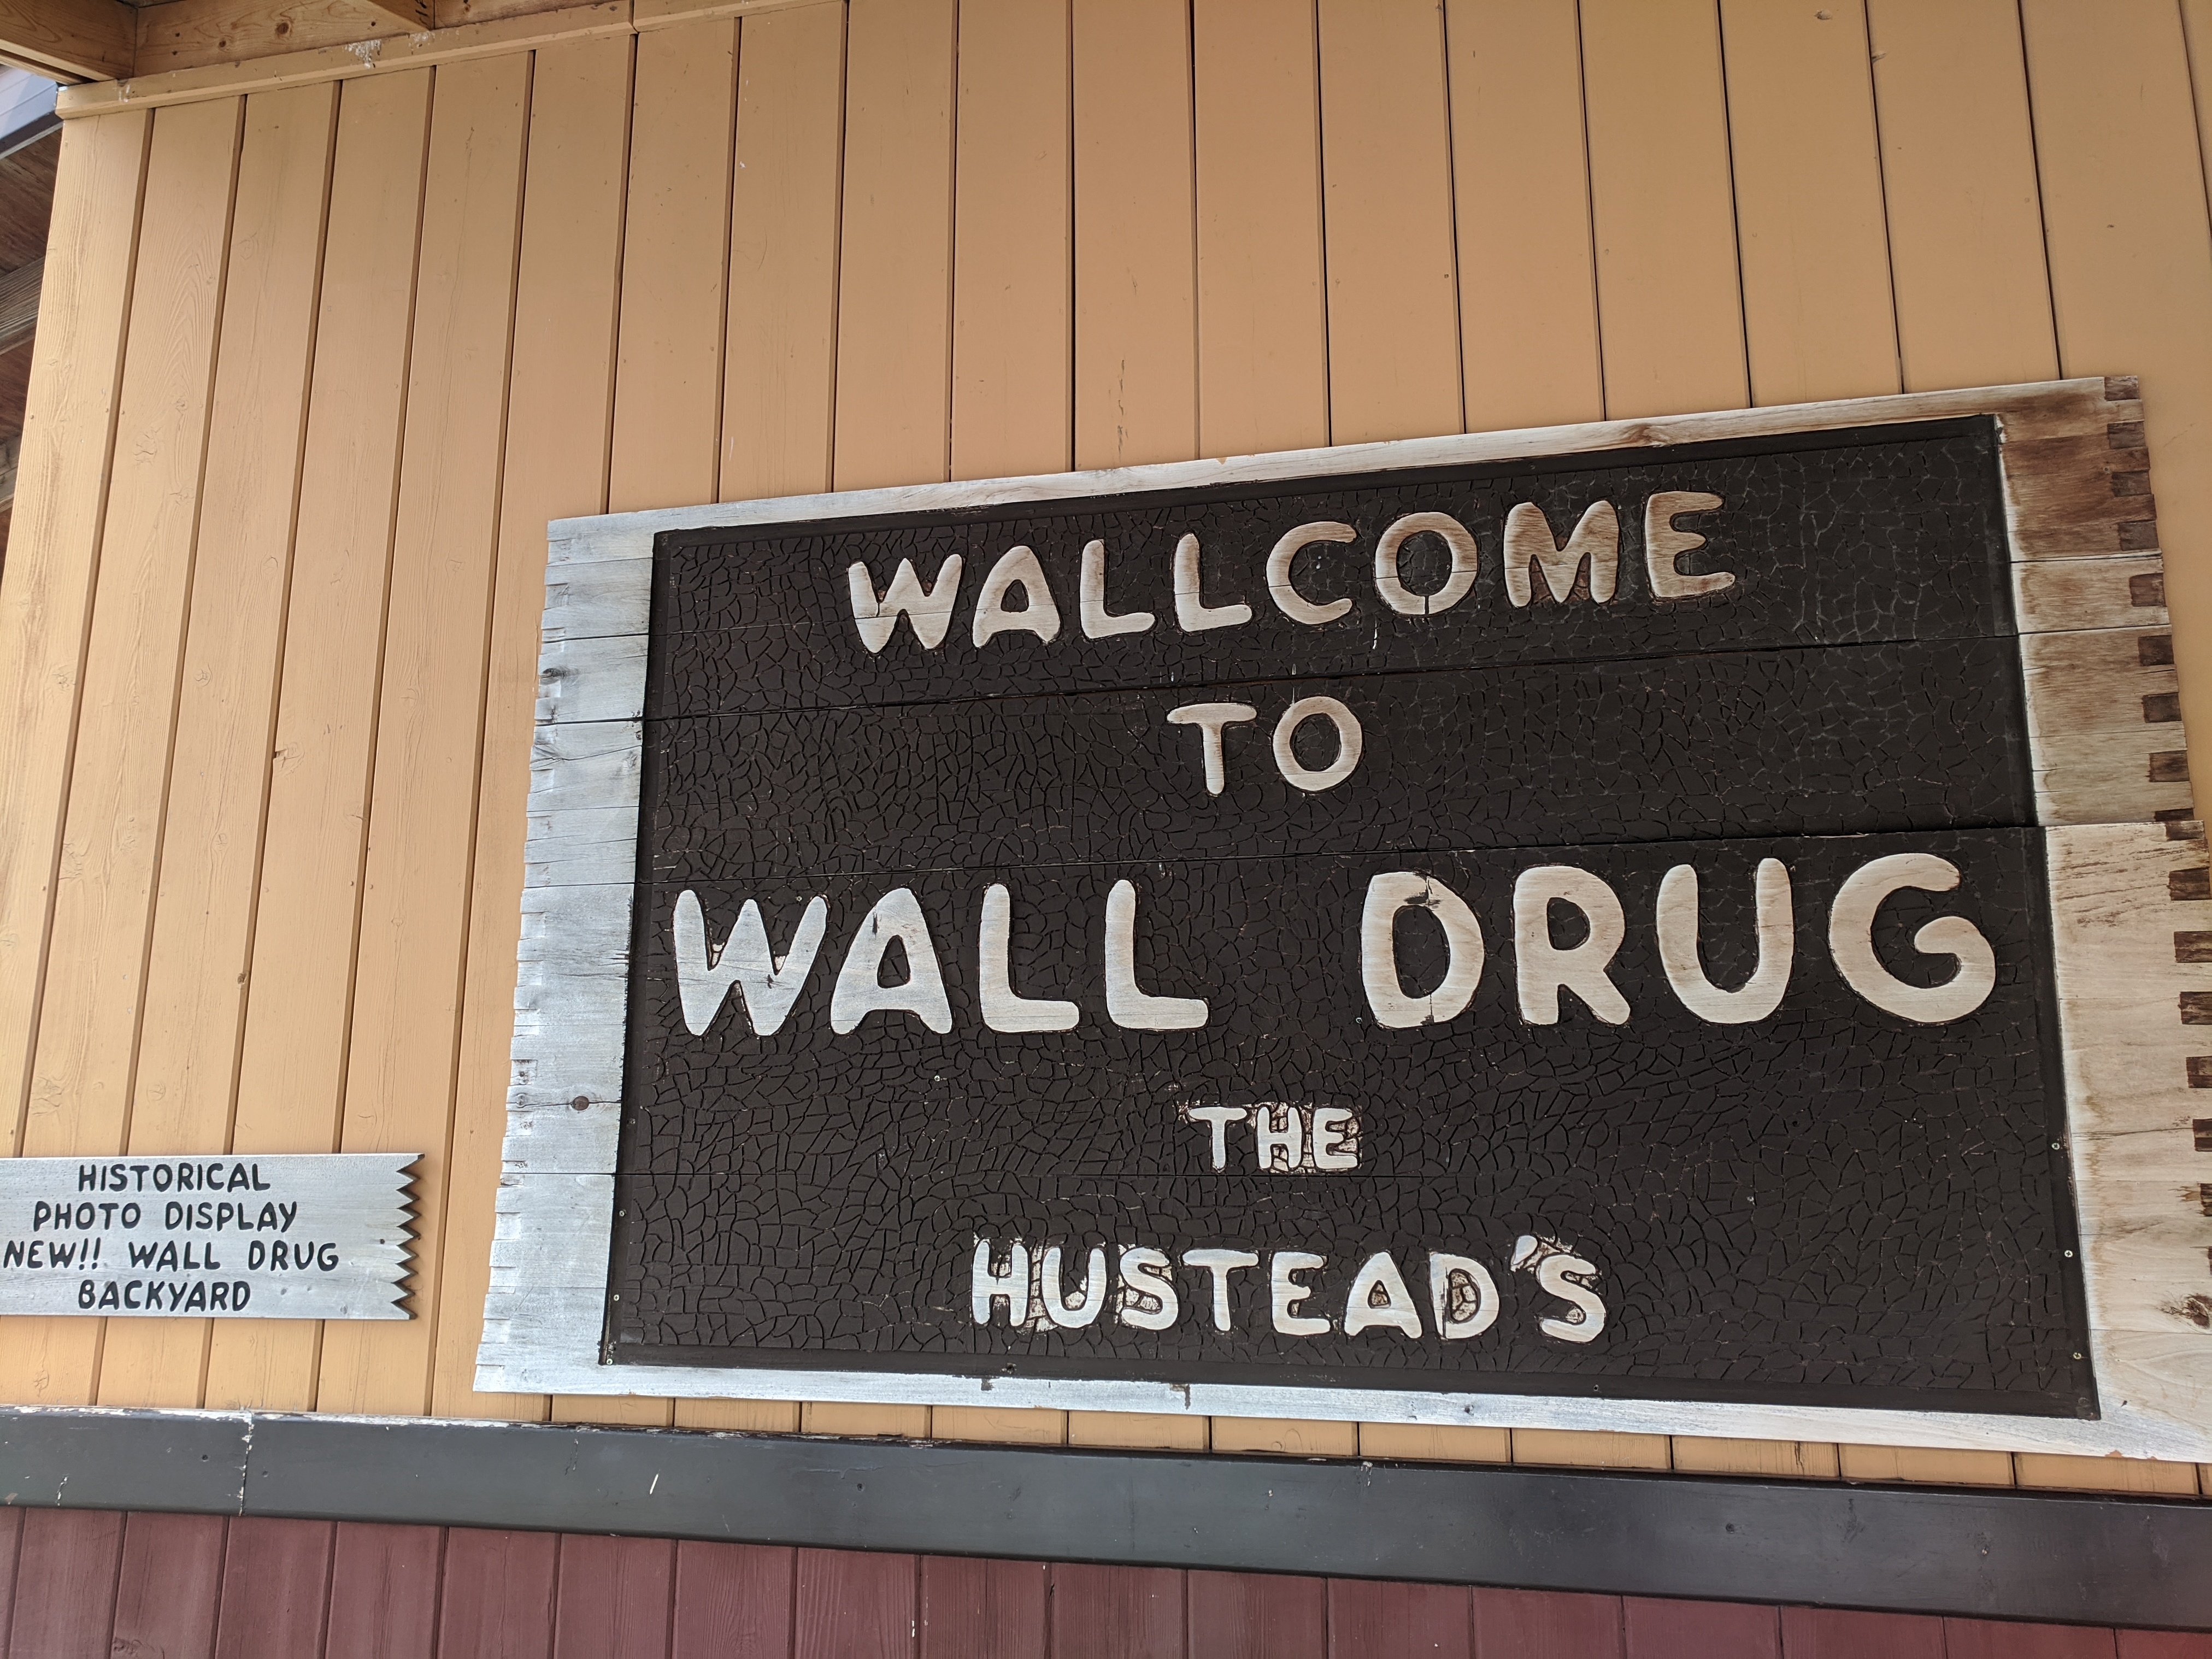 WALLCOME
TO
WALL DRUG
THE
HUSTEAD'S
HISTORICAL
PHOTO DISPLAY
NEW!! WALL DRUG
BACKYARD